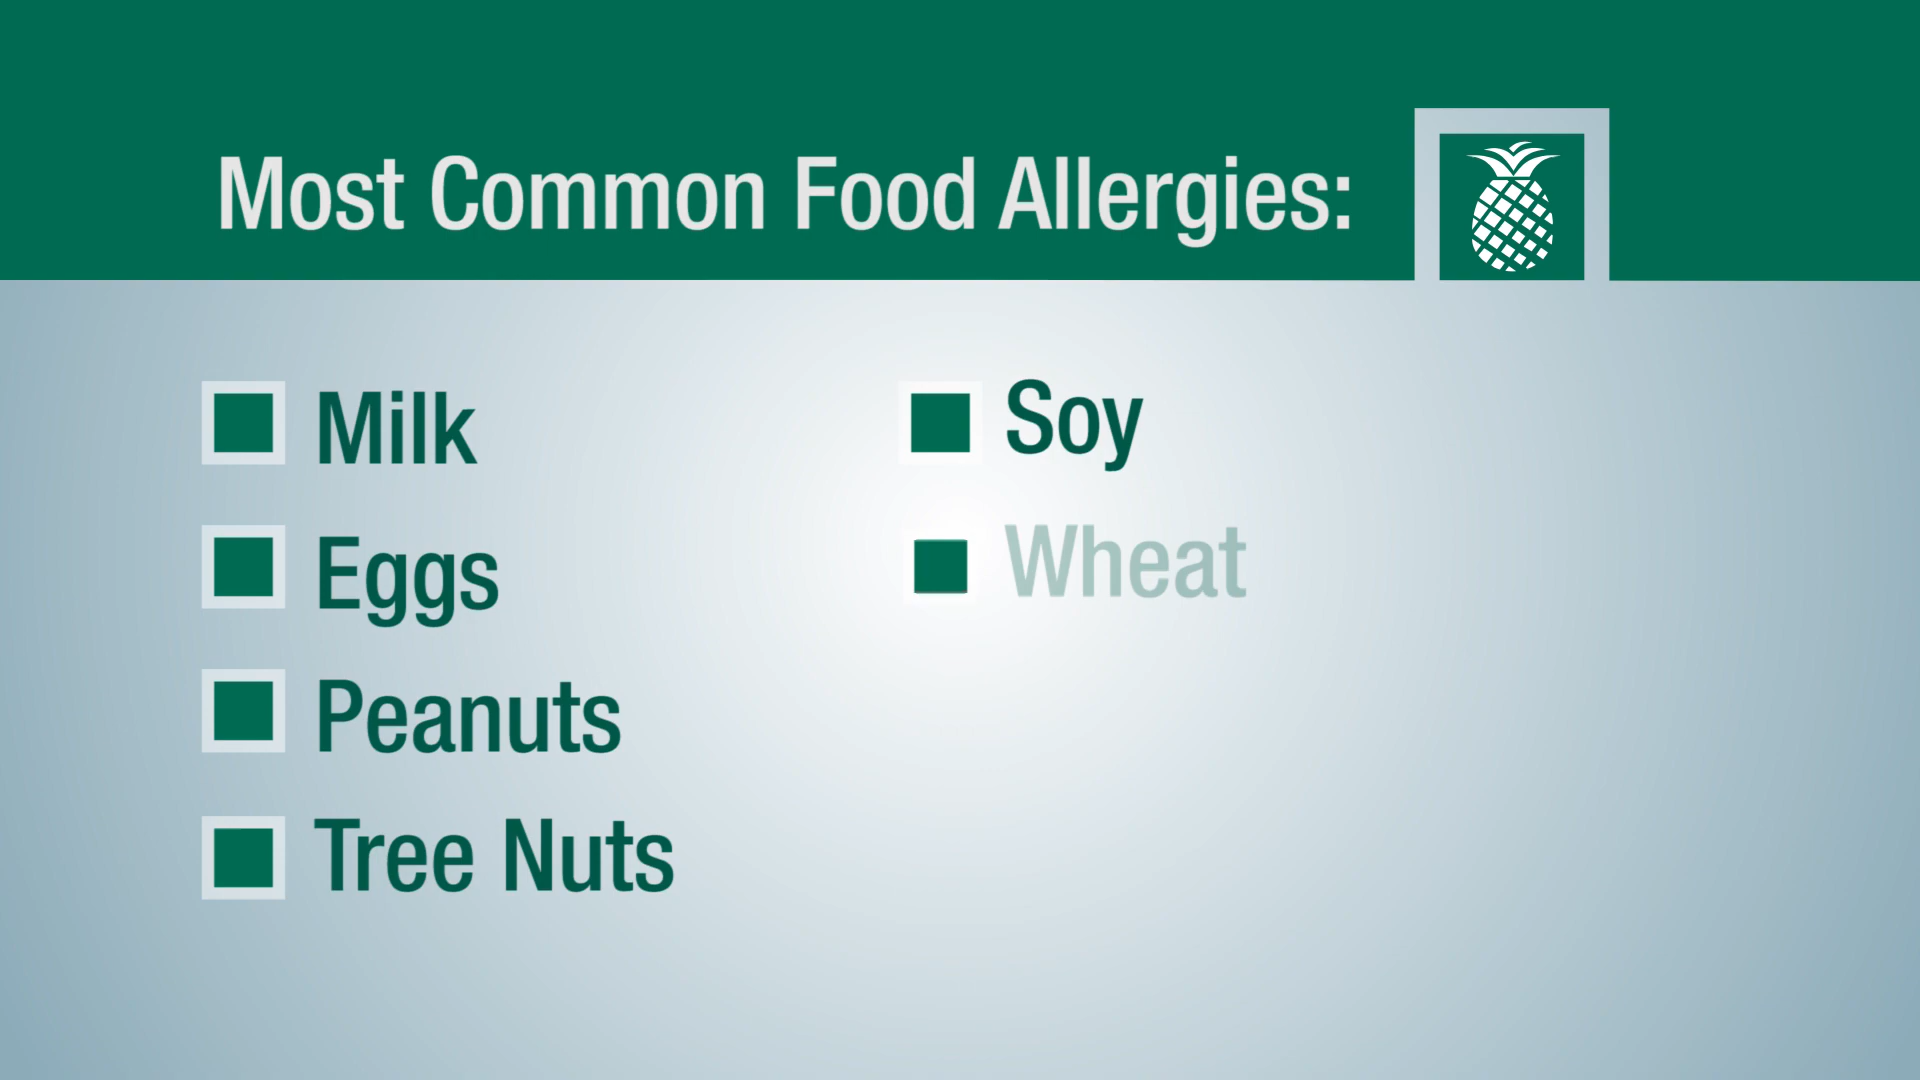 Most Common Food Allergies:
Milk
Eggs
Peanuts
Tree Nuts
Soy
Wheat